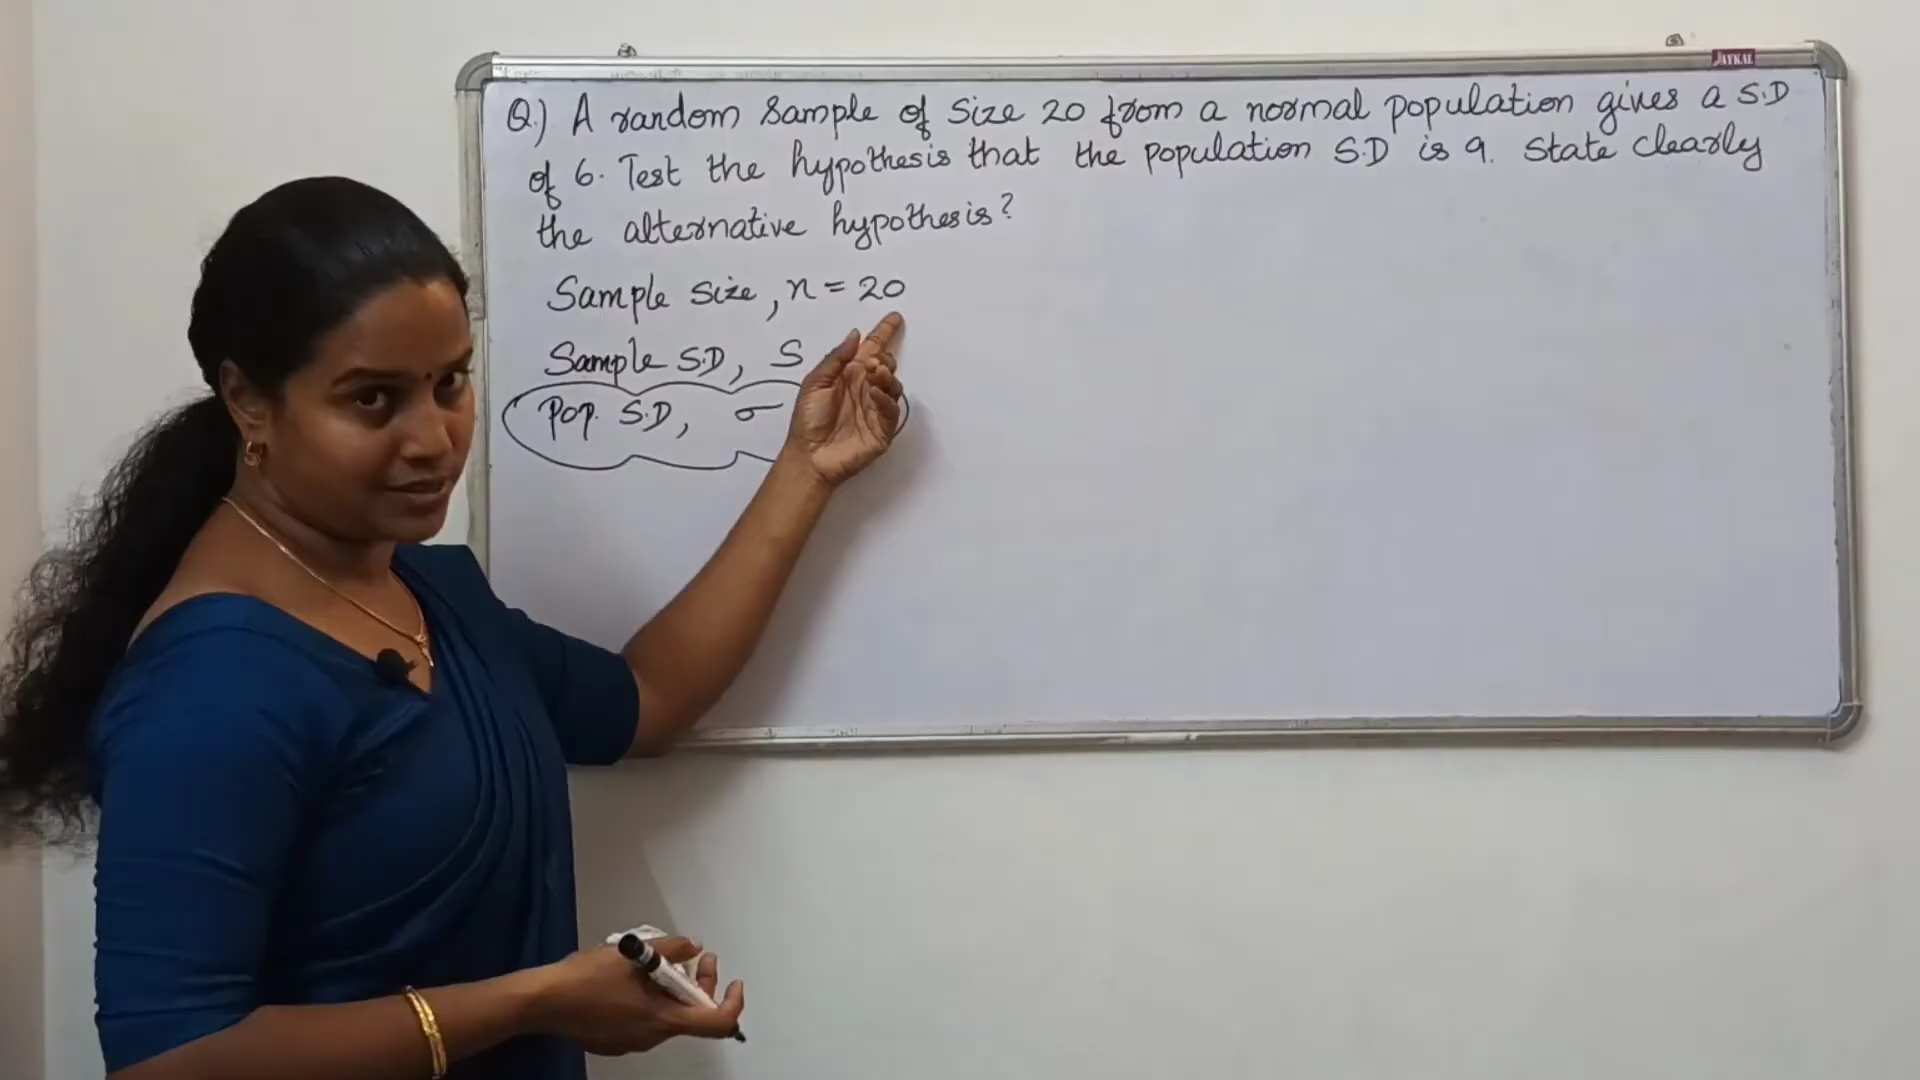 JAYKAL
Q.) A random sample of size 20 from a normal population gives a S.D
of 6. Test the hypothesis that the population S.D is 9. State clearly
the alternative hypothesis?
Sample size, n = 20
Sample S.D, S
Pop. S.D, σ